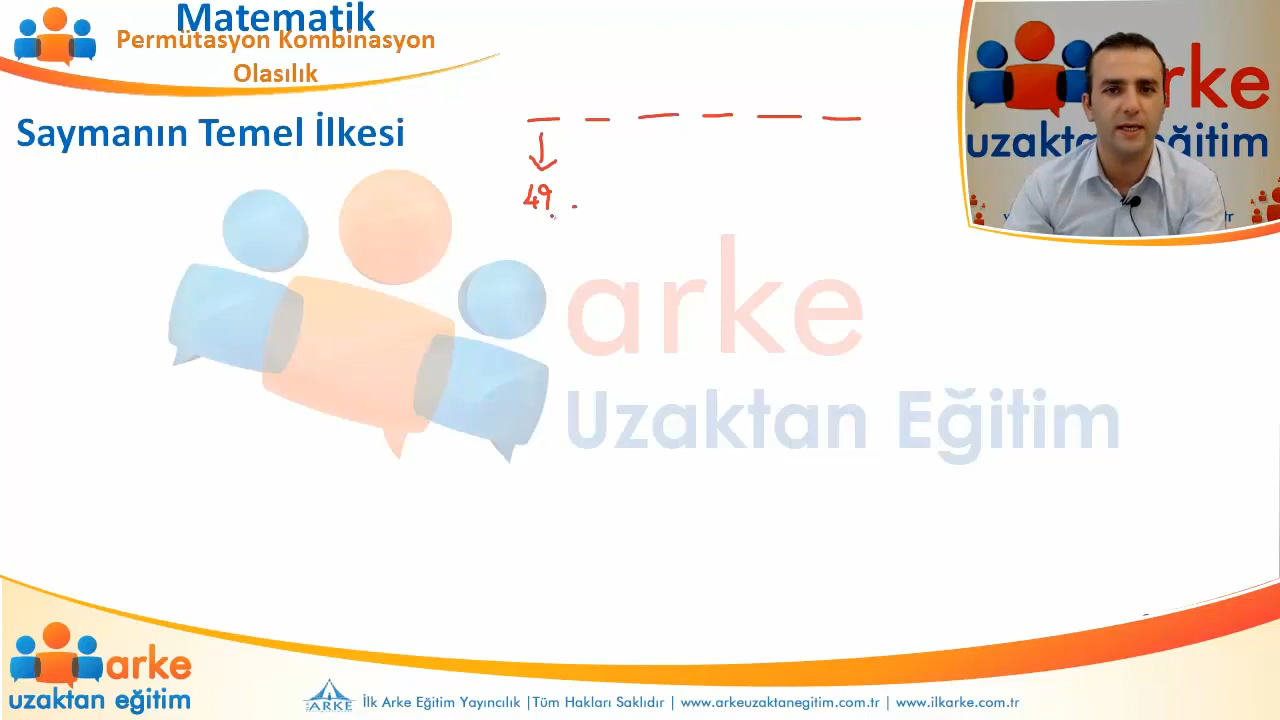 Matematik
Permütasyon Kombinasyon
Olasılık
Saymanın Temel İlkesi
49 .
arke
uzaktan eğitim
arke
Uzaktan Eğitim
arke
uzaktan eğitim
ARKE
İlk Arke Eğitim Yayıncılık |Tüm Hakları Saklıdır | www.arkeuzaktanegitim.com.tr | www.ilkarke.com.tr